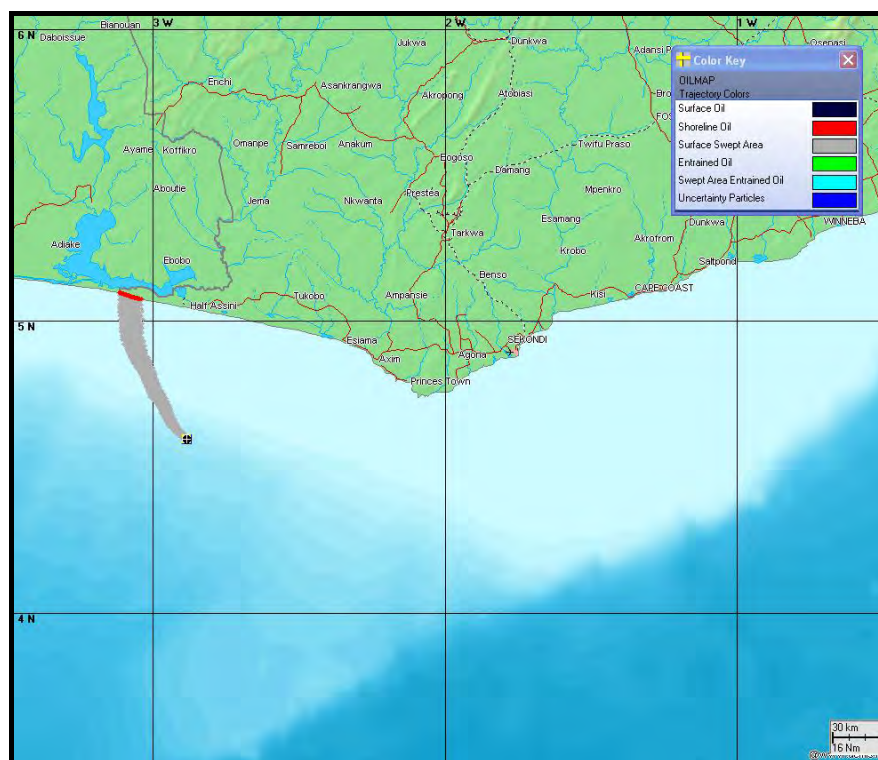 3 W
2 W
1 W
6 N
Bianouan
Daboissue
Jukwa
Dunkwa
Adansi
Osenasi
Color Key
OILMAP
Trajectory Colors
Surface Oil
Shoreline Oil
Surface Swept Area
Entrained Oil
Swept Area Entrained Oil
Uncertainty Particles
Enchi
Asankrangwa
Akropong
Atobiasi
Ayame
Koffikro
Omanpe
Samreboi
Anakum
Eogoso
Twifu Praso
Damang
Aboutie
Jema
Nkwanta
Prestea
Mpenkro
Esamang
Dunkwa
WINNEBA
Tarkwa
Adiake
Ebobo
Krobo
Akrofrom
Saltpond
Benso
Half Assini
Tukobo
Ampansie
Kisi
CAPE COAST
5 N
Esiama
Axim
Agona
SEKONDI
Princes Town
4 N
30 km
16 Nm